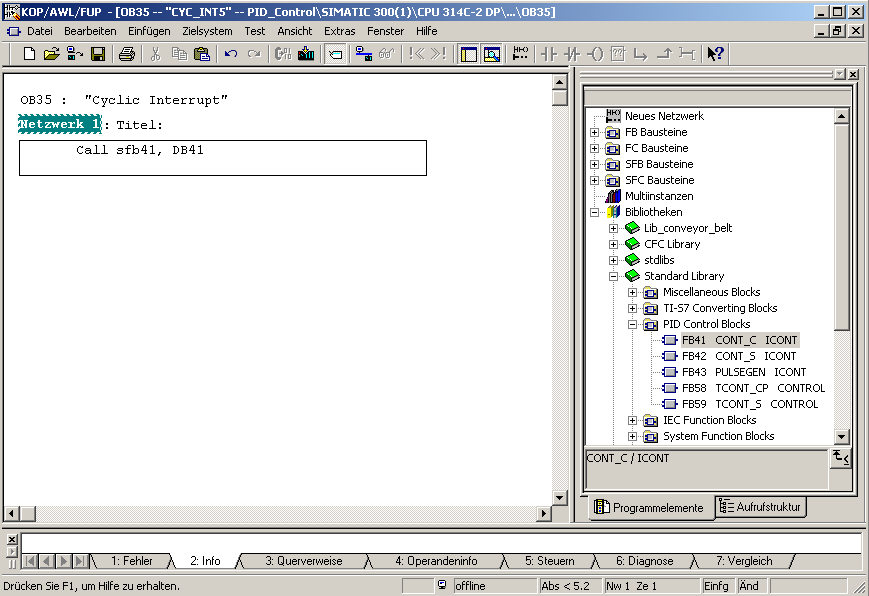 KOP/AWL/FUP - [OB35 -- "CYC_INT5" -- PID_Control\SIMATIC 300(1)\CPU 314C-2 DP\...\OB35]
Datei Bearbeiten Einfügen Zielsystem Test Ansicht Extras Fenster Hilfe
OB35 : "Cyclic Interrupt"
Netzwerk 1: Titel:
Call sfb41, DB41
Neues Netzwerk
FB Bausteine
FC Bausteine
SFB Bausteine
SFC Bausteine
Multiinstanzen
Bibliotheken
Lib_conveyor_belt
CFC Library
stdlibs
Standard Library
Miscellaneous Blocks
TI-S7 Converting Blocks
PID Control Blocks
FB41 CONT_C ICONT
FB42 CONT_S ICONT
FB43 PULSEGEN ICONT
FB58 TCONT_CP CONTROL
FB59 TCONT_S CONTROL
IEC Function Blocks
System Function Blocks
CONT_C / ICONT
Programmelemente Aufrufstruktur
1: Fehler 2: Info 3: Querverweise 4: Operandeninfo 5: Steuern 6: Diagnose 7: Vergleich
Drücken Sie F1, um Hilfe zu erhalten. offline Abs < 5.2 Nw 1 Ze 1 Einfg Änd